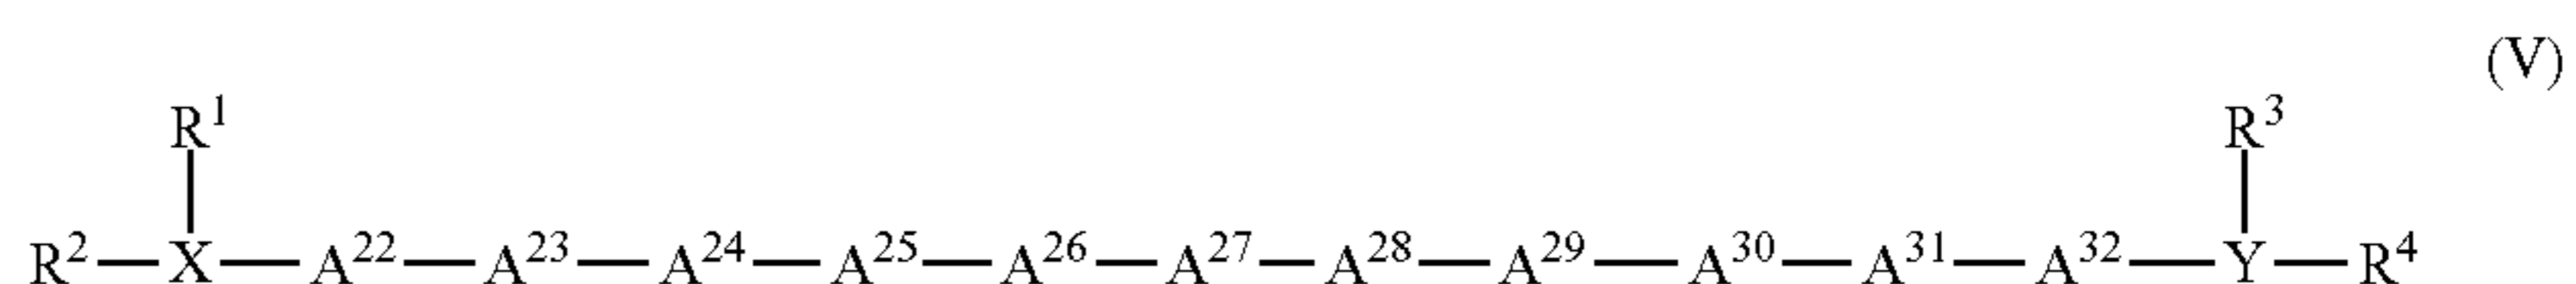 (V)
R¹ R³
R²—X—A²²—A²³—A²⁴—A²⁵—A²⁶—A²⁷—A²⁸—A²⁹—A³⁰—A³¹—A³²—Y—R⁴